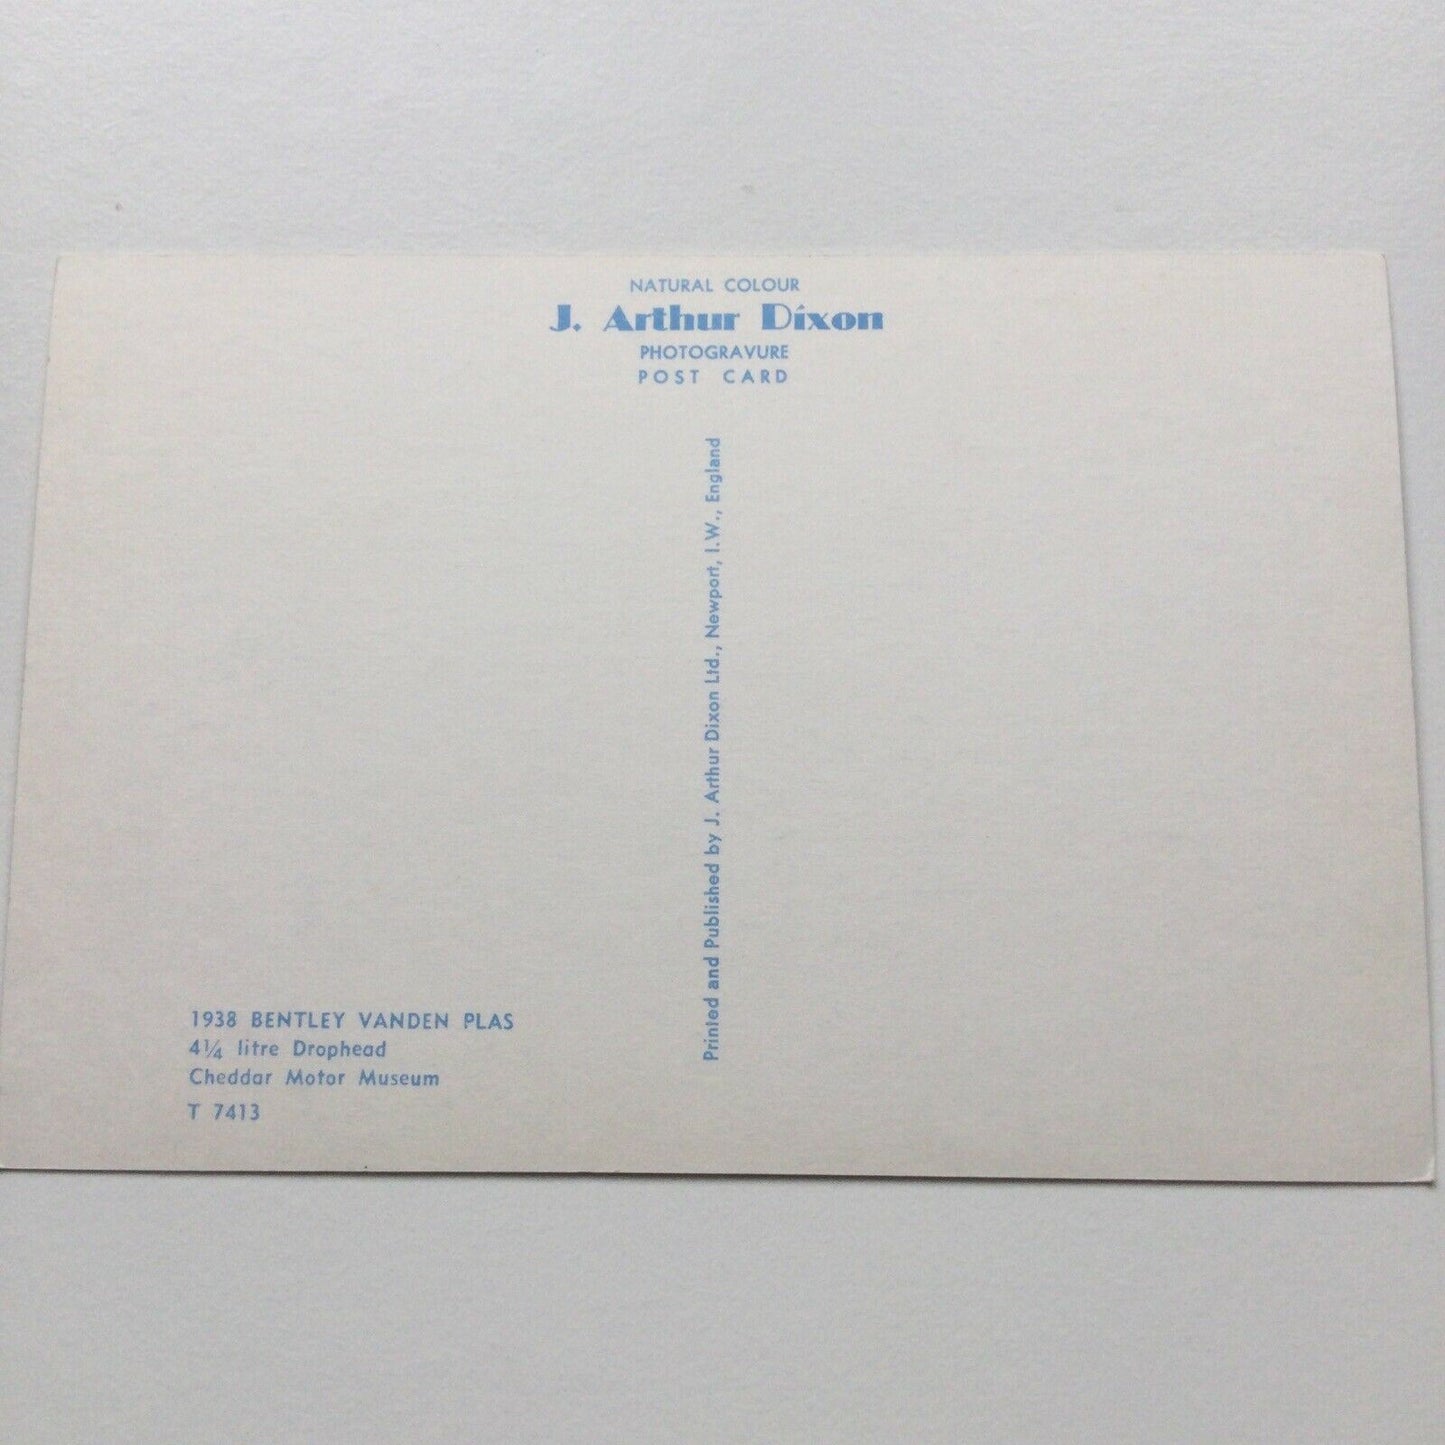 NATURAL COLOUR
J. Arthur Dixon
PHOTOGRAVURE
POST CARD
Printed and Published by J. Arthur Dixon Ltd., Newport, I.W., England
1938 BENTLEY VANDEN PLAS
4¼ litre Drophead
Cheddar Motor Museum
T 7413